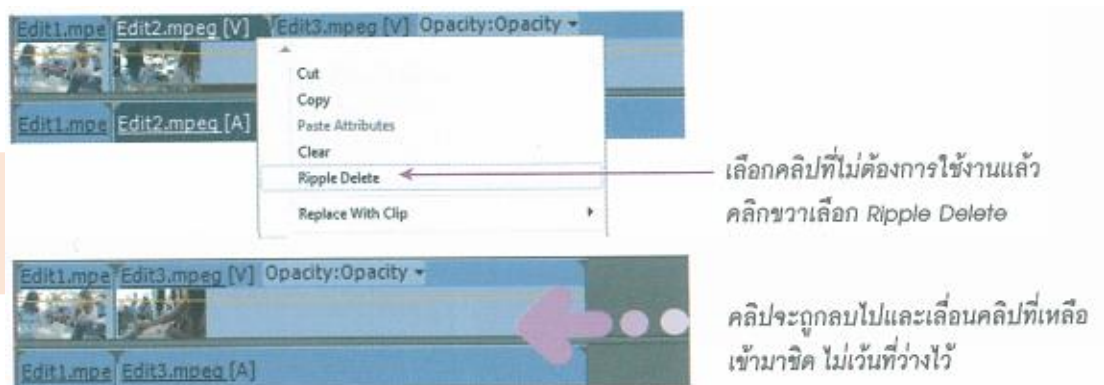 Edit1.mpe Edit2.mpeg [V] Edit3.mpeg [V] Opacity:Opacity
Cut
Copy
Paste Attributes
Clear
Ripple Delete
Replace With Clip
Edit1.mpe Edit2.mpeg [A]
เลือกคลิปที่ไม่ต้องการใช้งานแล้ว
คลิกขวาเลือก Ripple Delete
Edit1.mpe Edit3.mpeg [V] Opacity:Opacity
Edit1.mpe Edit3.mpeg [A]
คลิปจะถูกลบไปและเลื่อนคลิปที่เหลือ
เข้ามาชิด ไม่เว้นที่ว่างไว้